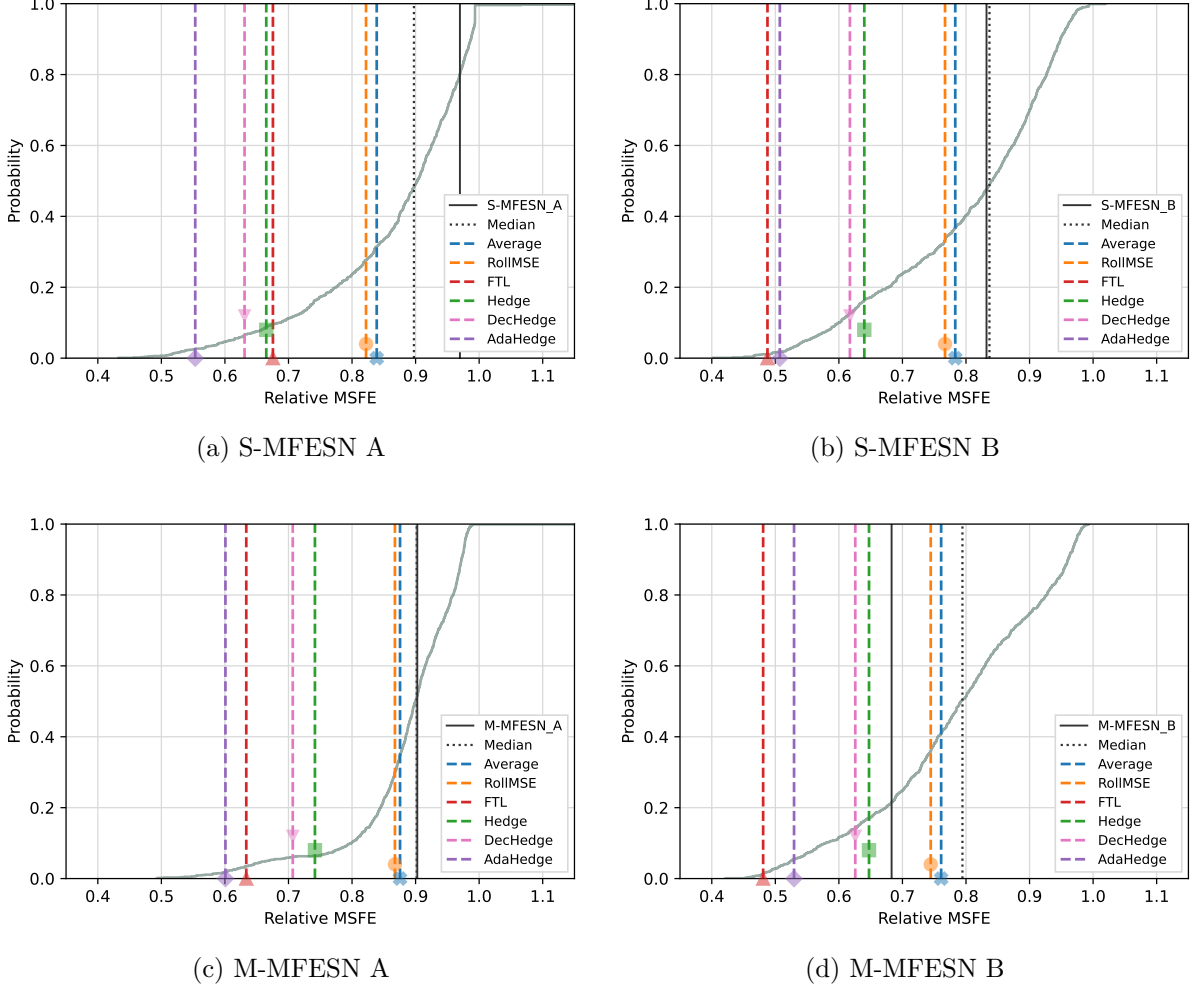 1.0
0.8
0.6
0.4
0.2
0.0
Probability
0.4 0.5 0.6 0.7 0.8 0.9 1.0 1.1
Relative MSFE
S-MFESN_A
Median
Average
RollMSE
FTL
Hedge
DecHedge
AdaHedge
(a) S-MFESN A
1.0
0.8
0.6
0.4
0.2
0.0
Probability
0.4 0.5 0.6 0.7 0.8 0.9 1.0 1.1
Relative MSFE
S-MFESN_B
Median
Average
RollMSE
FTL
Hedge
DecHedge
AdaHedge
(b) S-MFESN B
1.0
0.8
0.6
0.4
0.2
0.0
Probability
0.4 0.5 0.6 0.7 0.8 0.9 1.0 1.1
Relative MSFE
M-MFESN_A
Median
Average
RollMSE
FTL
Hedge
DecHedge
AdaHedge
(c) M-MFESN A
1.0
0.8
0.6
0.4
0.2
0.0
Probability
0.4 0.5 0.6 0.7 0.8 0.9 1.0 1.1
Relative MSFE
M-MFESN_B
Median
Average
RollMSE
FTL
Hedge
DecHedge
AdaHedge
(d) M-MFESN B